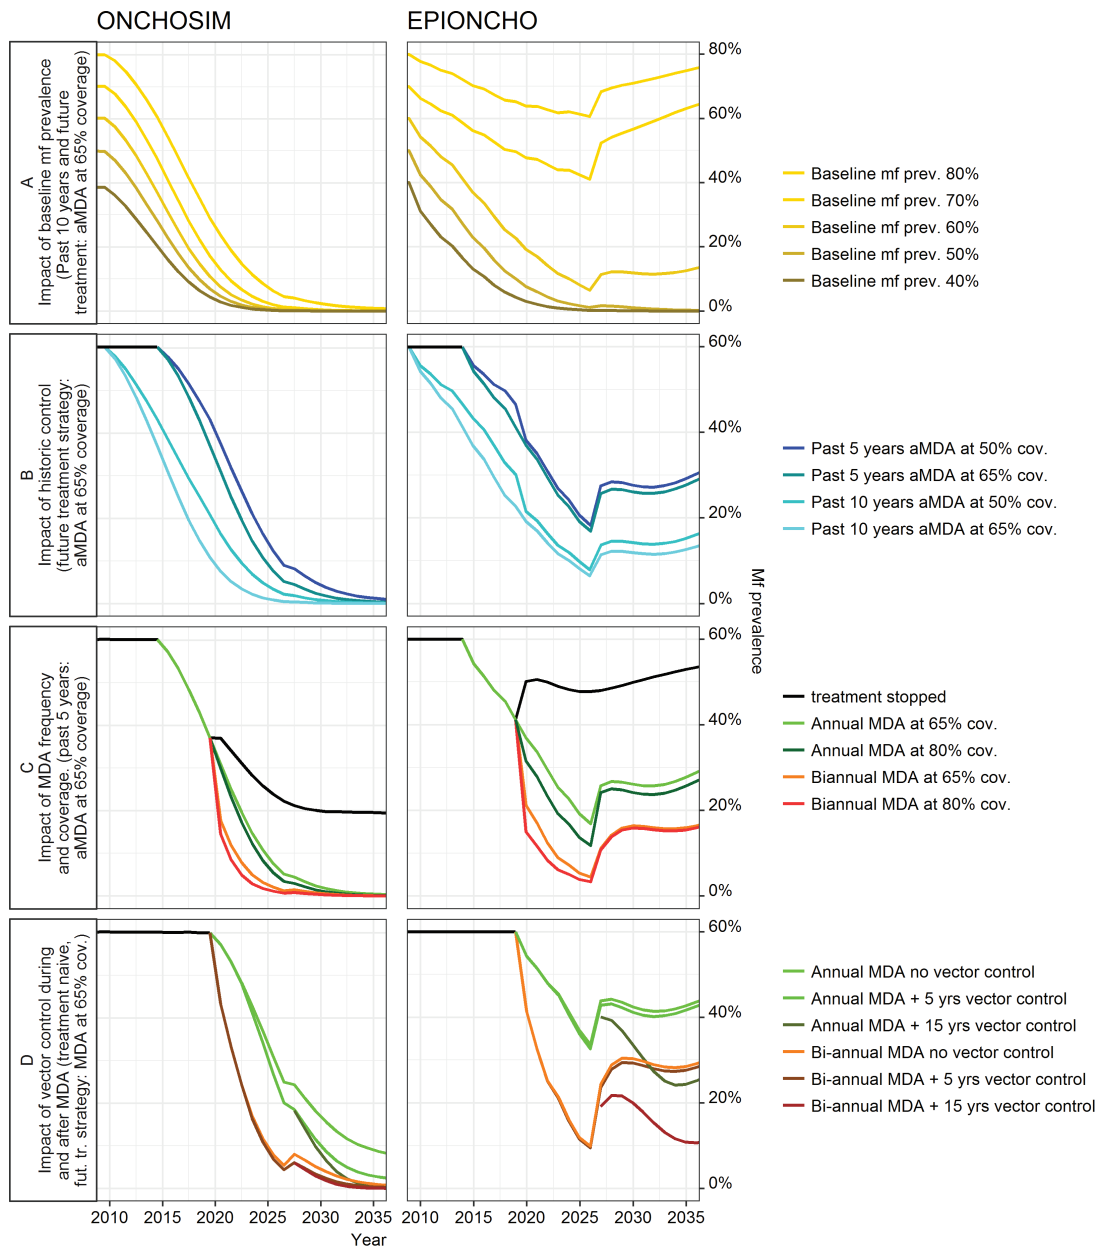 ONCHOSIM
EPIONCHO
A
Impact of baseline mf prevalence
(Past 10 years and future
treatment: aMDA at 65% coverage)
80%
60%
40%
20%
0%
Baseline mf prev. 80%
Baseline mf prev. 70%
Baseline mf prev. 60%
Baseline mf prev. 50%
Baseline mf prev. 40%
B
Impact of historic control
(future treatment strategy:
aMDA at 65% coverage)
60%
40%
20%
0%
Past 5 years aMDA at 50% cov.
Past 5 years aMDA at 65% cov.
Past 10 years aMDA at 50% cov.
Past 10 years aMDA at 65% cov.
Mf prevalence
C
Impact of MDA frequency
and coverage. (past 5 years:
aMDA at 65% coverage)
60%
40%
20%
0%
treatment stopped
Annual MDA at 65% cov.
Annual MDA at 80% cov.
Biannual MDA at 65% cov.
Biannual MDA at 80% cov.
D
Impact of vector control during
and after MDA (treatment naive,
fut. tr. strategy: MDA at 65% cov.)
60%
40%
20%
0%
Annual MDA no vector control
Annual MDA + 5 yrs vector control
Annual MDA + 15 yrs vector control
Bi-annual MDA no vector control
Bi-annual MDA + 5 yrs vector control
Bi-annual MDA + 15 yrs vector control
2010 2015 2020 2025 2030 2035
2010 2015 2020 2025 2030 2035
Year